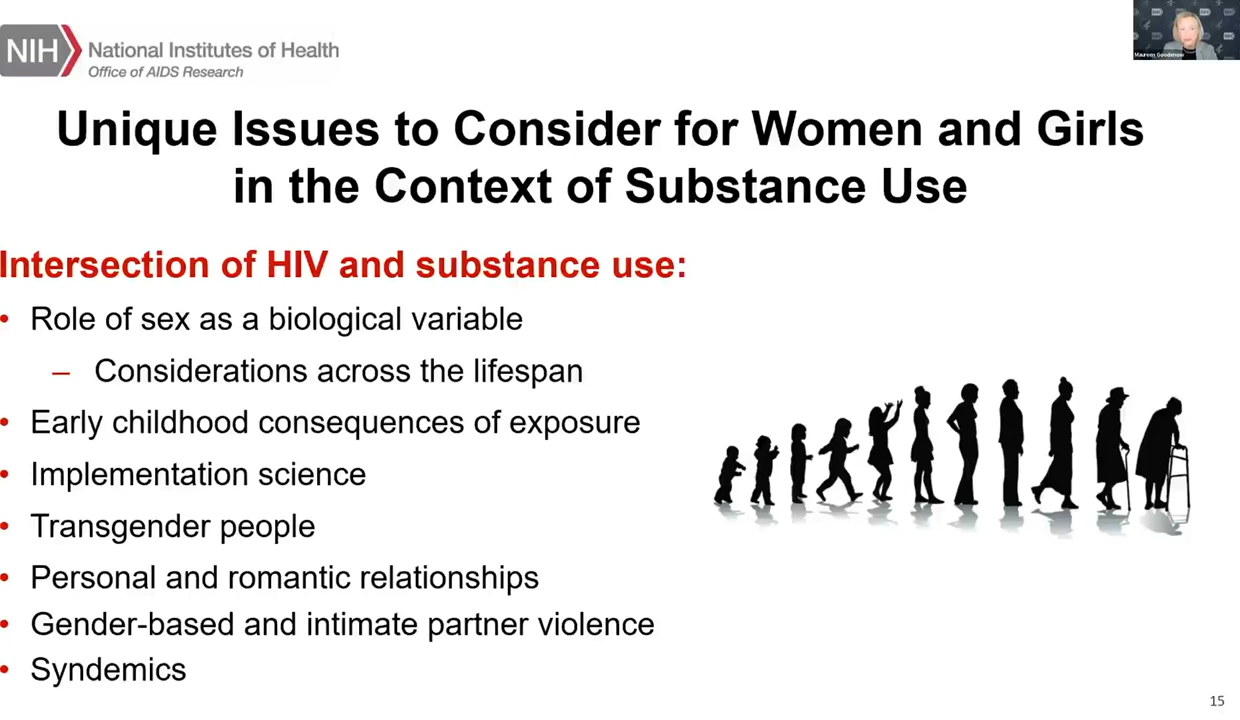 NIH
National Institutes of Health
Office of AIDS Research
Maureen Goodenow
Unique Issues to Consider for Women and Girls
in the Context of Substance Use
Intersection of HIV and substance use:
• Role of sex as a biological variable
– Considerations across the lifespan
• Early childhood consequences of exposure
• Implementation science
• Transgender people
• Personal and romantic relationships
• Gender-based and intimate partner violence
• Syndemics
15